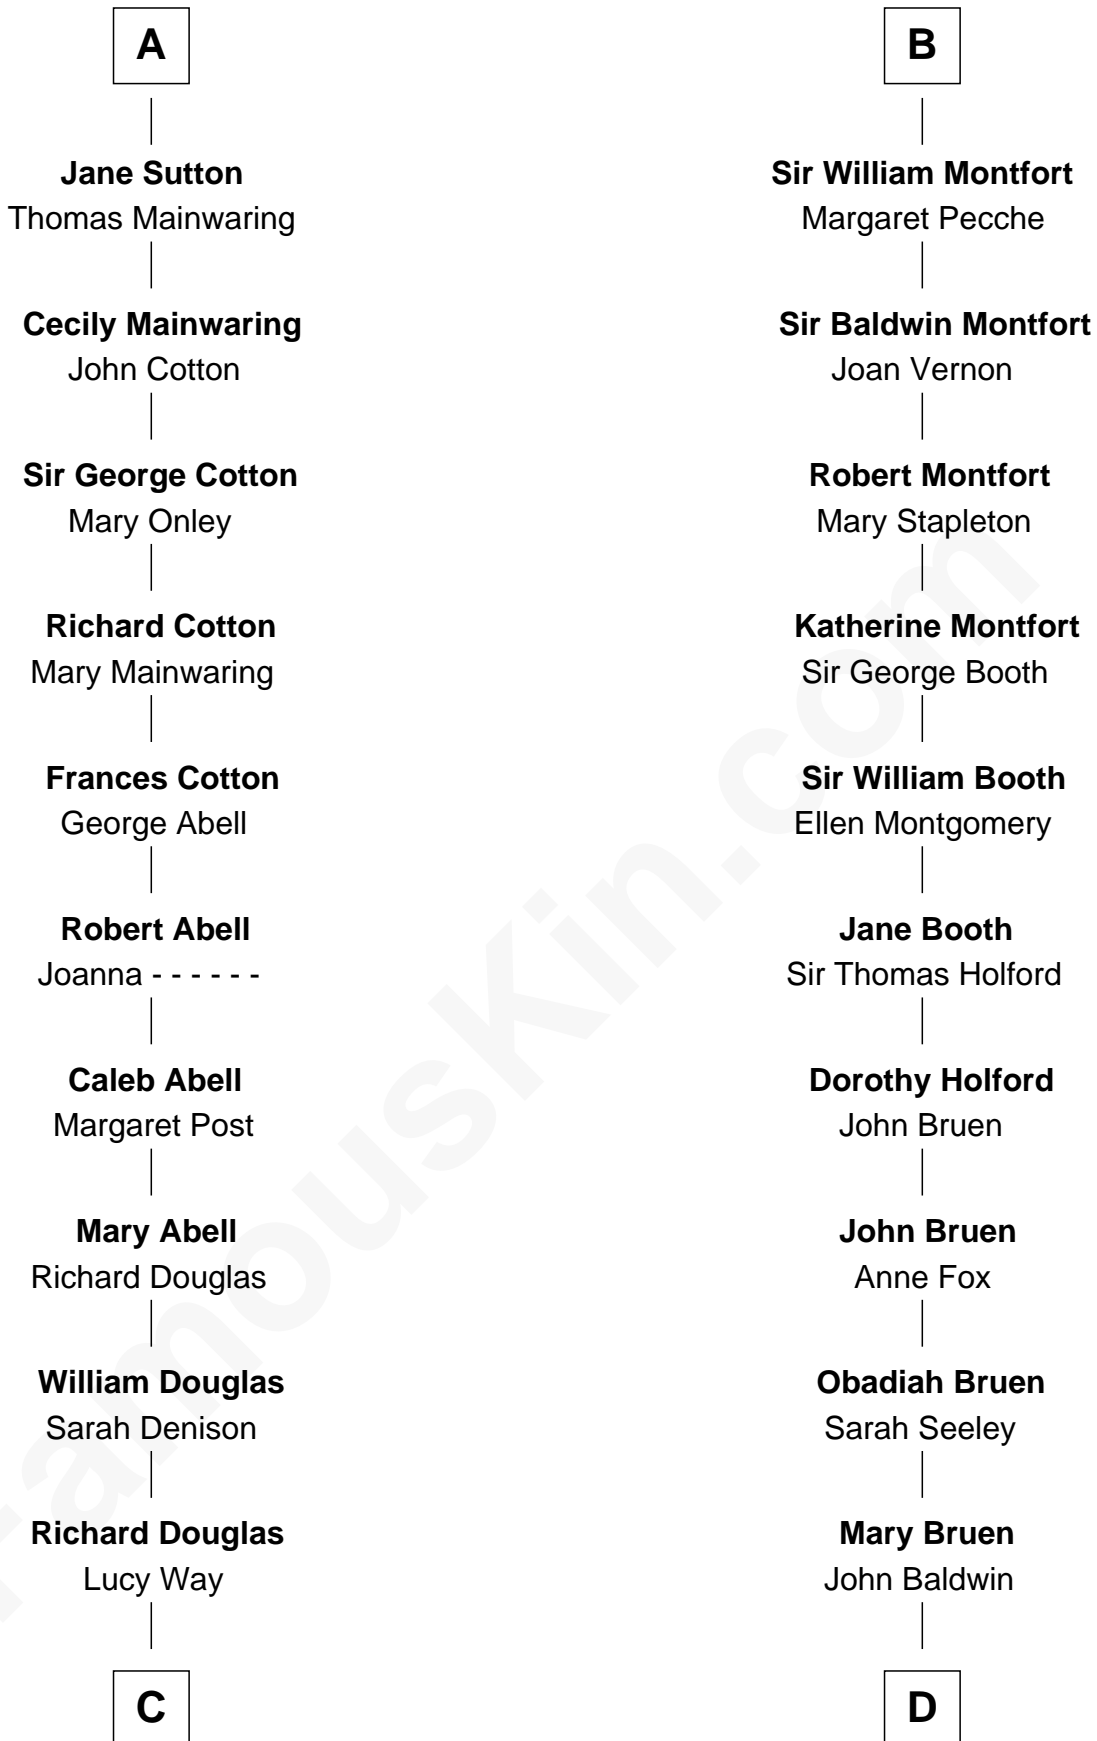 A
Jane Sutton
Thomas Mainwaring
Cecily Mainwaring
John Cotton
Sir George Cotton
Mary Onley
Richard Cotton
Mary Mainwaring
Frances Cotton
George Abell
Robert Abell
Joanna - - - - - -
Caleb Abell
Margaret Post
Mary Abell
Richard Douglas
William Douglas
Sarah Denison
Richard Douglas
Lucy Way
C
B
Sir William Montfort
Margaret Pecche
Sir Baldwin Montfort
Joan Vernon
Robert Montfort
Mary Stapleton
Katherine Montfort
Sir George Booth
Sir William Booth
Ellen Montgomery
Jane Booth
Sir Thomas Holford
Dorothy Holford
John Bruen
John Bruen
Anne Fox
Obadiah Bruen
Sarah Seeley
Mary Bruen
John Baldwin
D
FamousKin.com